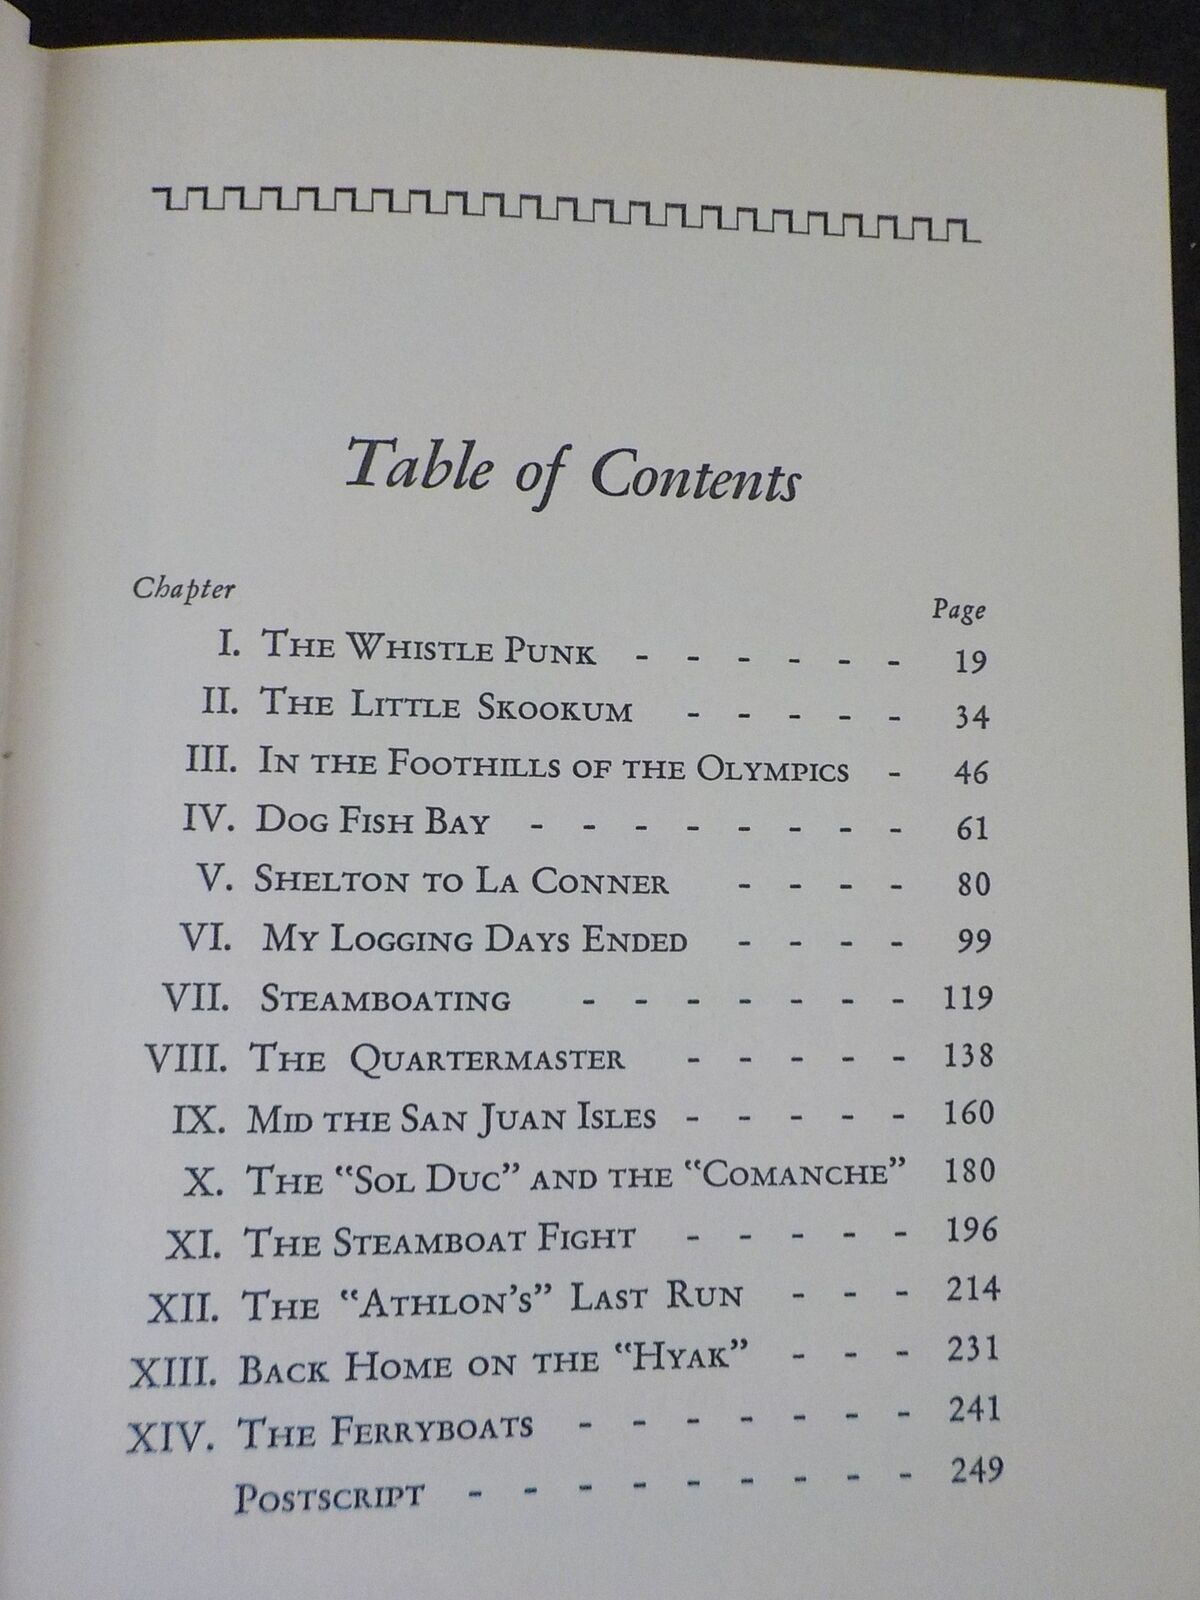 Table of Contents
Chapter
Page
I. The Whistle Punk - - - - - - 19
II. The Little Skookum - - - - - 34
III. In the Foothills of the Olympics - 46
IV. Dog Fish Bay - - - - - - - - 61
V. Shelton to La Conner - - - - 80
VI. My Logging Days Ended - - - - 99
VII. Steamboating - - - - - - - 119
VIII. The Quartermaster - - - - - 138
IX. Mid the San Juan Isles - - - - - 160
X. The "Sol Duc" and the "Comanche" 180
XI. The Steamboat Fight - - - - - 196
XII. The "Athlon's" Last Run - - - 214
XIII. Back Home on the "Hyak" - - - 231
XIV. The Ferryboats - - - - - - - 241
Postscript - - - - - - - - - 249